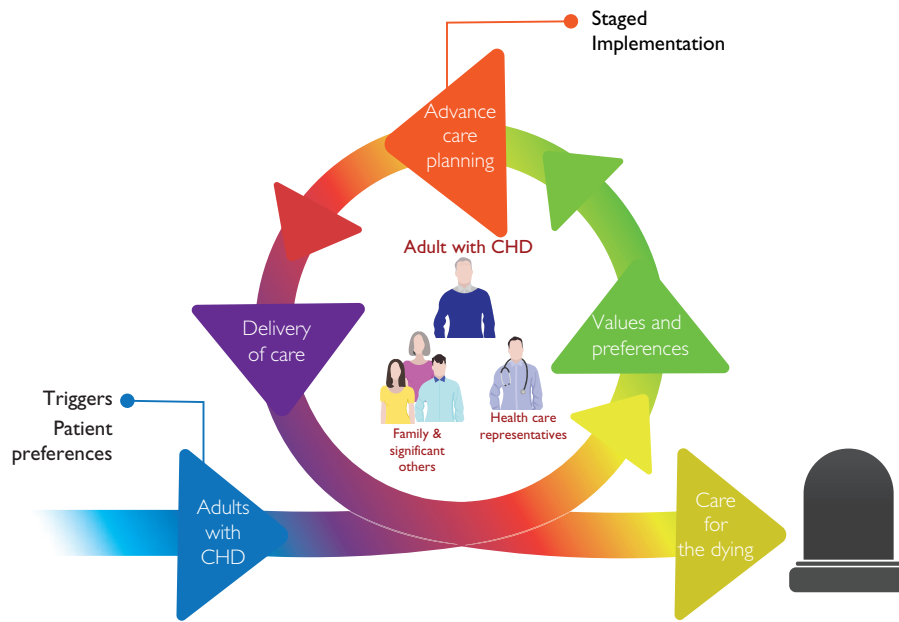 Staged
Implementation
Advance
care
planning
Adult with CHD
Delivery
of care
Values and
preferences
Family &
significant
others
Health care
representatives
Triggers
Patient
preferences
Adults
with
CHD
Care
for
the dying